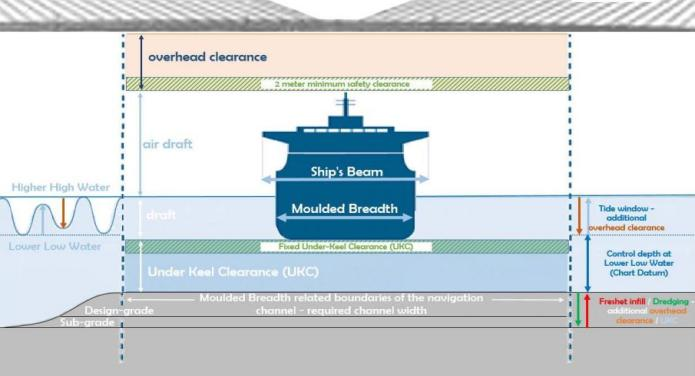 overhead clearance
2 meter minimum safety clearance
air draft
Ship's Beam
Higher High Water
Moulded Breadth
draft
Tide window -
additional
overhead clearance
Lower Low Water
Fixed Under-Keel Clearance (UKC)
Control depth at
Lower Low Water
(Chart Datum)
Under Keel Clearance (UKC)
Moulded Breadth related boundaries of the navigation
channel - required channel width
Design-grade
Sub-grade
Freshet infill / Dredging -
additional overhead
clearance / UKC